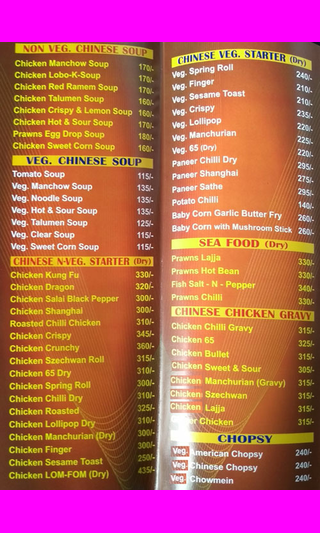 NON VEG. CHINESE SOUP
Chicken Manchow Soup 170/-
Chicken Lobo-K-Soup 170/-
Chicken Red Ramem Soup 170/-
Chicken Talumen Soup 160/-
Chicken Crispy & Lemon Soup 160/-
Chicken Hot & Sour Soup 170/-
Prawns Egg Drop Soup 180/-
Chicken Sweet Corn Soup 160/-
VEG. CHINESE SOUP
Tomato Soup 115/-
Veg. Manchow Soup 135/-
Veg. Noodle Soup 135/-
Veg. Hot & Sour Soup 135/-
Veg. Talumen Soup 125/-
Veg. Clear Soup 115/-
Veg. Sweet Corn Soup 115/-
CHINESE N-VEG. STARTER (Dry)
Chicken Kung Fu 330/-
Chicken Dragon 320/-
Chicken Salai Black Pepper 300/-
Chicken Shanghai 300/-
Roasted Chilli Chicken 310/-
Chicken Crispy 345/-
Chicken Crunchy 360/-
Chicken Szechwan Roll 315/-
Chicken 65 Dry 310/-
Chicken Spring Roll 300/-
Chicken Chilli Dry 310/-
Chicken Roasted 325/-
Chicken Lollipop Dry 310/-
Chicken Manchurian (Dry) 300/-
Chicken Finger 300/-
Chicken Sesame Toast 250/-
Chicken LOM-FOM (Dry) 435/-
CHINESE VEG. STARTER (Dry)
Veg. Spring Roll 240/-
Veg. Finger 210/-
Veg. Sesame Toast 210/-
Veg. Crispy 235/-
Veg. Lollipop 220/-
Veg. Manchurian 225/-
Veg. 65 (Dry) 220/-
Paneer Chilli Dry 295/-
Paneer Shanghai 275/-
Paneer Sathe 295/-
Potato Chilli 140/-
Baby Corn Garlic Butter Fry 260/-
Baby Corn with Mushroom Stick 260/-
SEA FOOD (Dry)
Prawns Lajja 340/-
Prawns Hot Bean 330/-
Fish Salt - N - Pepper 340/-
Prawns Chilli 330/-
CHINESE CHICKEN GRAVY
Chicken Chilli Gravy 315/-
Chicken 65 325/-
Chicken Bullet 315/-
Chicken Sweet & Sour 305/-
Chicken Manchurian (Gravy) 315/-
Chicken Szechwan 315/-
Chicken Lajja 315/-
Chicken 310/-
CHOPSY
Veg. American Chopsy 240/-
Veg. Chinese Chopsy 240/-
Veg. Chowmein 240/-